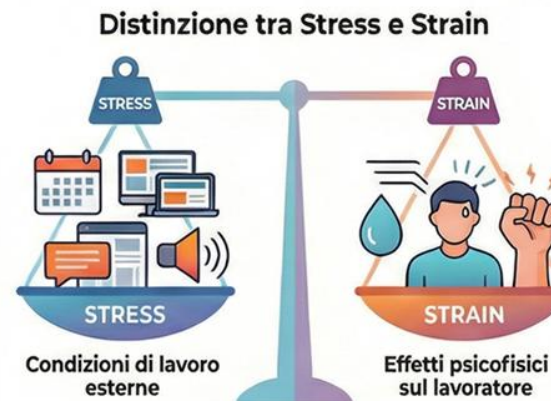 Distinzione tra Stress e Strain
STRESS
STRAIN
STRESS
STRAIN
Condizioni di lavoro
esterne
Effetti psicofisici
sul lavoratore